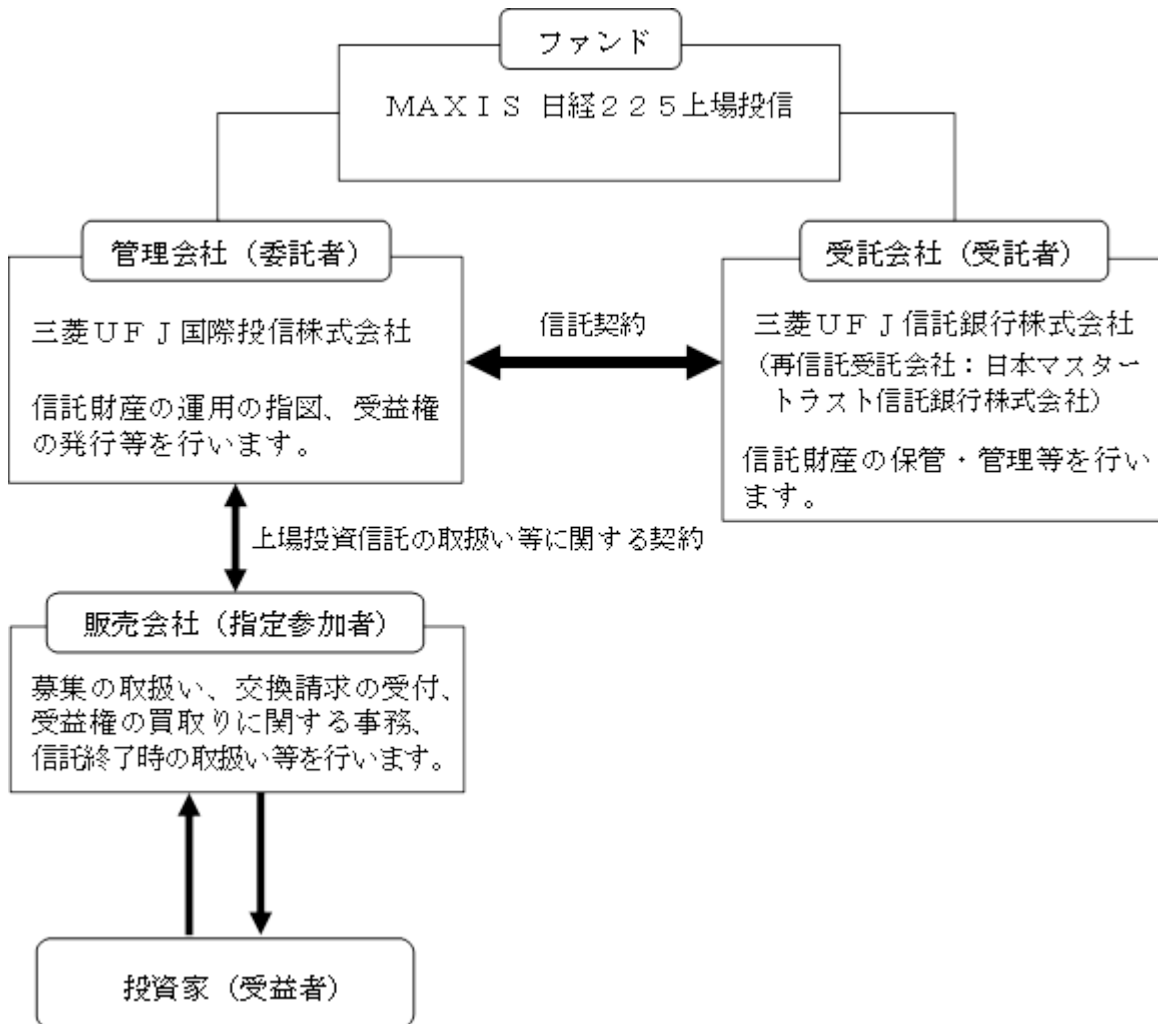 ファンド
MAXIS 日経225上場投信
管理会社（委託者）
三菱UFJ国際投信株式会社
信託財産の運用の指図、受益権
の発行等を行います。
信託契約
受託会社（受託者）
三菱UFJ信託銀行株式会社
（再信託受託会社：日本マスター
トラスト信託銀行株式会社）
信託財産の保管・管理等を行い
ます。
上場投資信託の取扱い等に関する契約
販売会社（指定参加者）
募集の取扱い、交換請求の受付、
受益権の買取りに関する事務、
信託終了時の取扱い等を行います。
投資家（受益者）